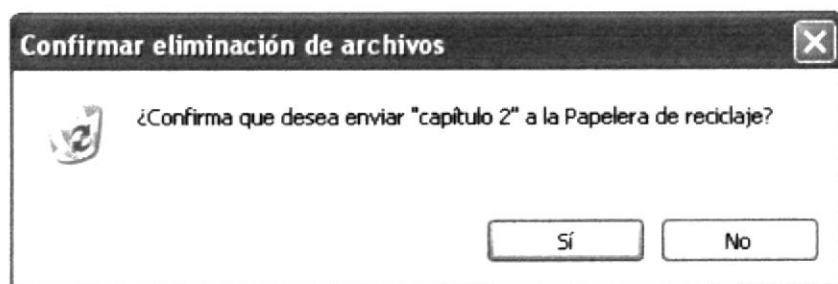 Confirmar eliminación de archivos
¿Confirma que desea enviar "capítulo 2" a la Papelera de reciclaje?
Sí
No